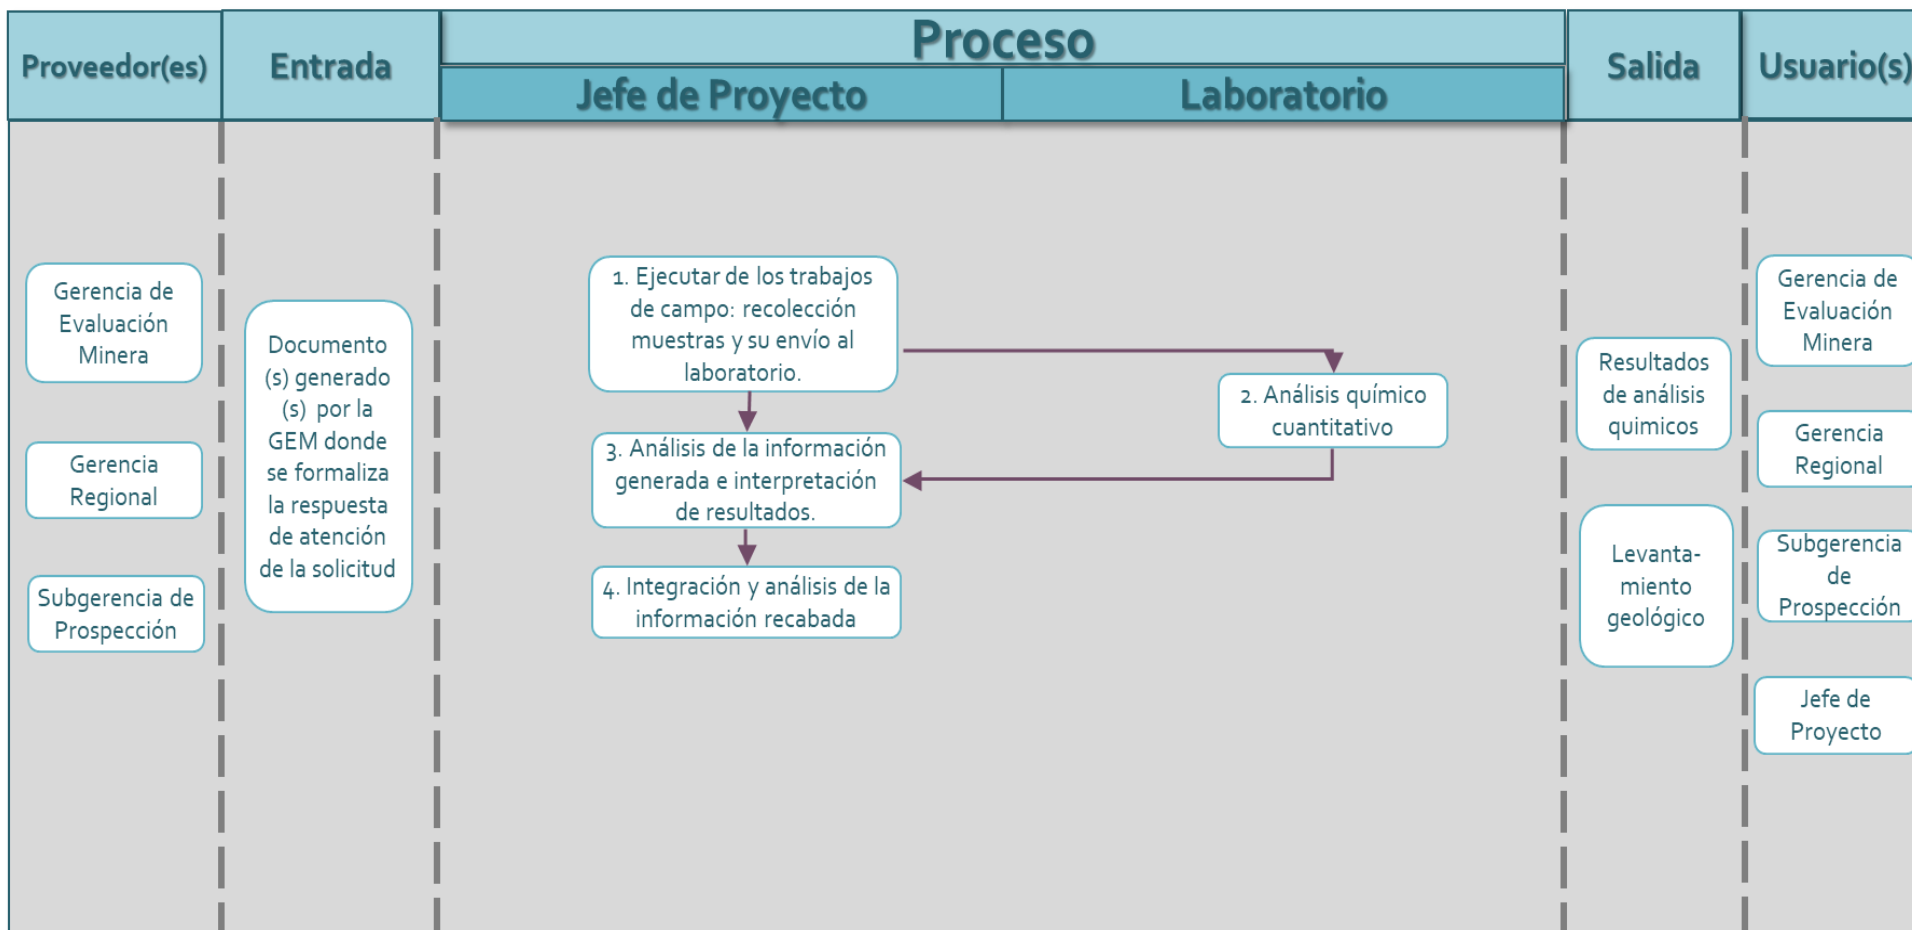 Proveedor(es)
Entrada
Proceso
Jefe de Proyecto
Laboratorio
Salida
Usuario(s)
Gerencia de
Evaluación
Minera
Gerencia
Regional
Subgerencia de
Prospección
Documento
(s) generado
(s) por la
GEM donde
se formaliza
la respuesta
de atención
de la solicitud
1. Ejecutar de los trabajos
de campo: recolección
muestras y su envío al
laboratorio.
2. Análisis químico
cuantitativo
3. Análisis de la información
generada e interpretación
de resultados.
4. Integración y análisis de la
información recabada
Resultados
de análisis
quimicos
Levanta-
miento
geológico
Gerencia de
Evaluación
Minera
Gerencia
Regional
Subgerencia
de
Prospección
Jefe de
Proyecto